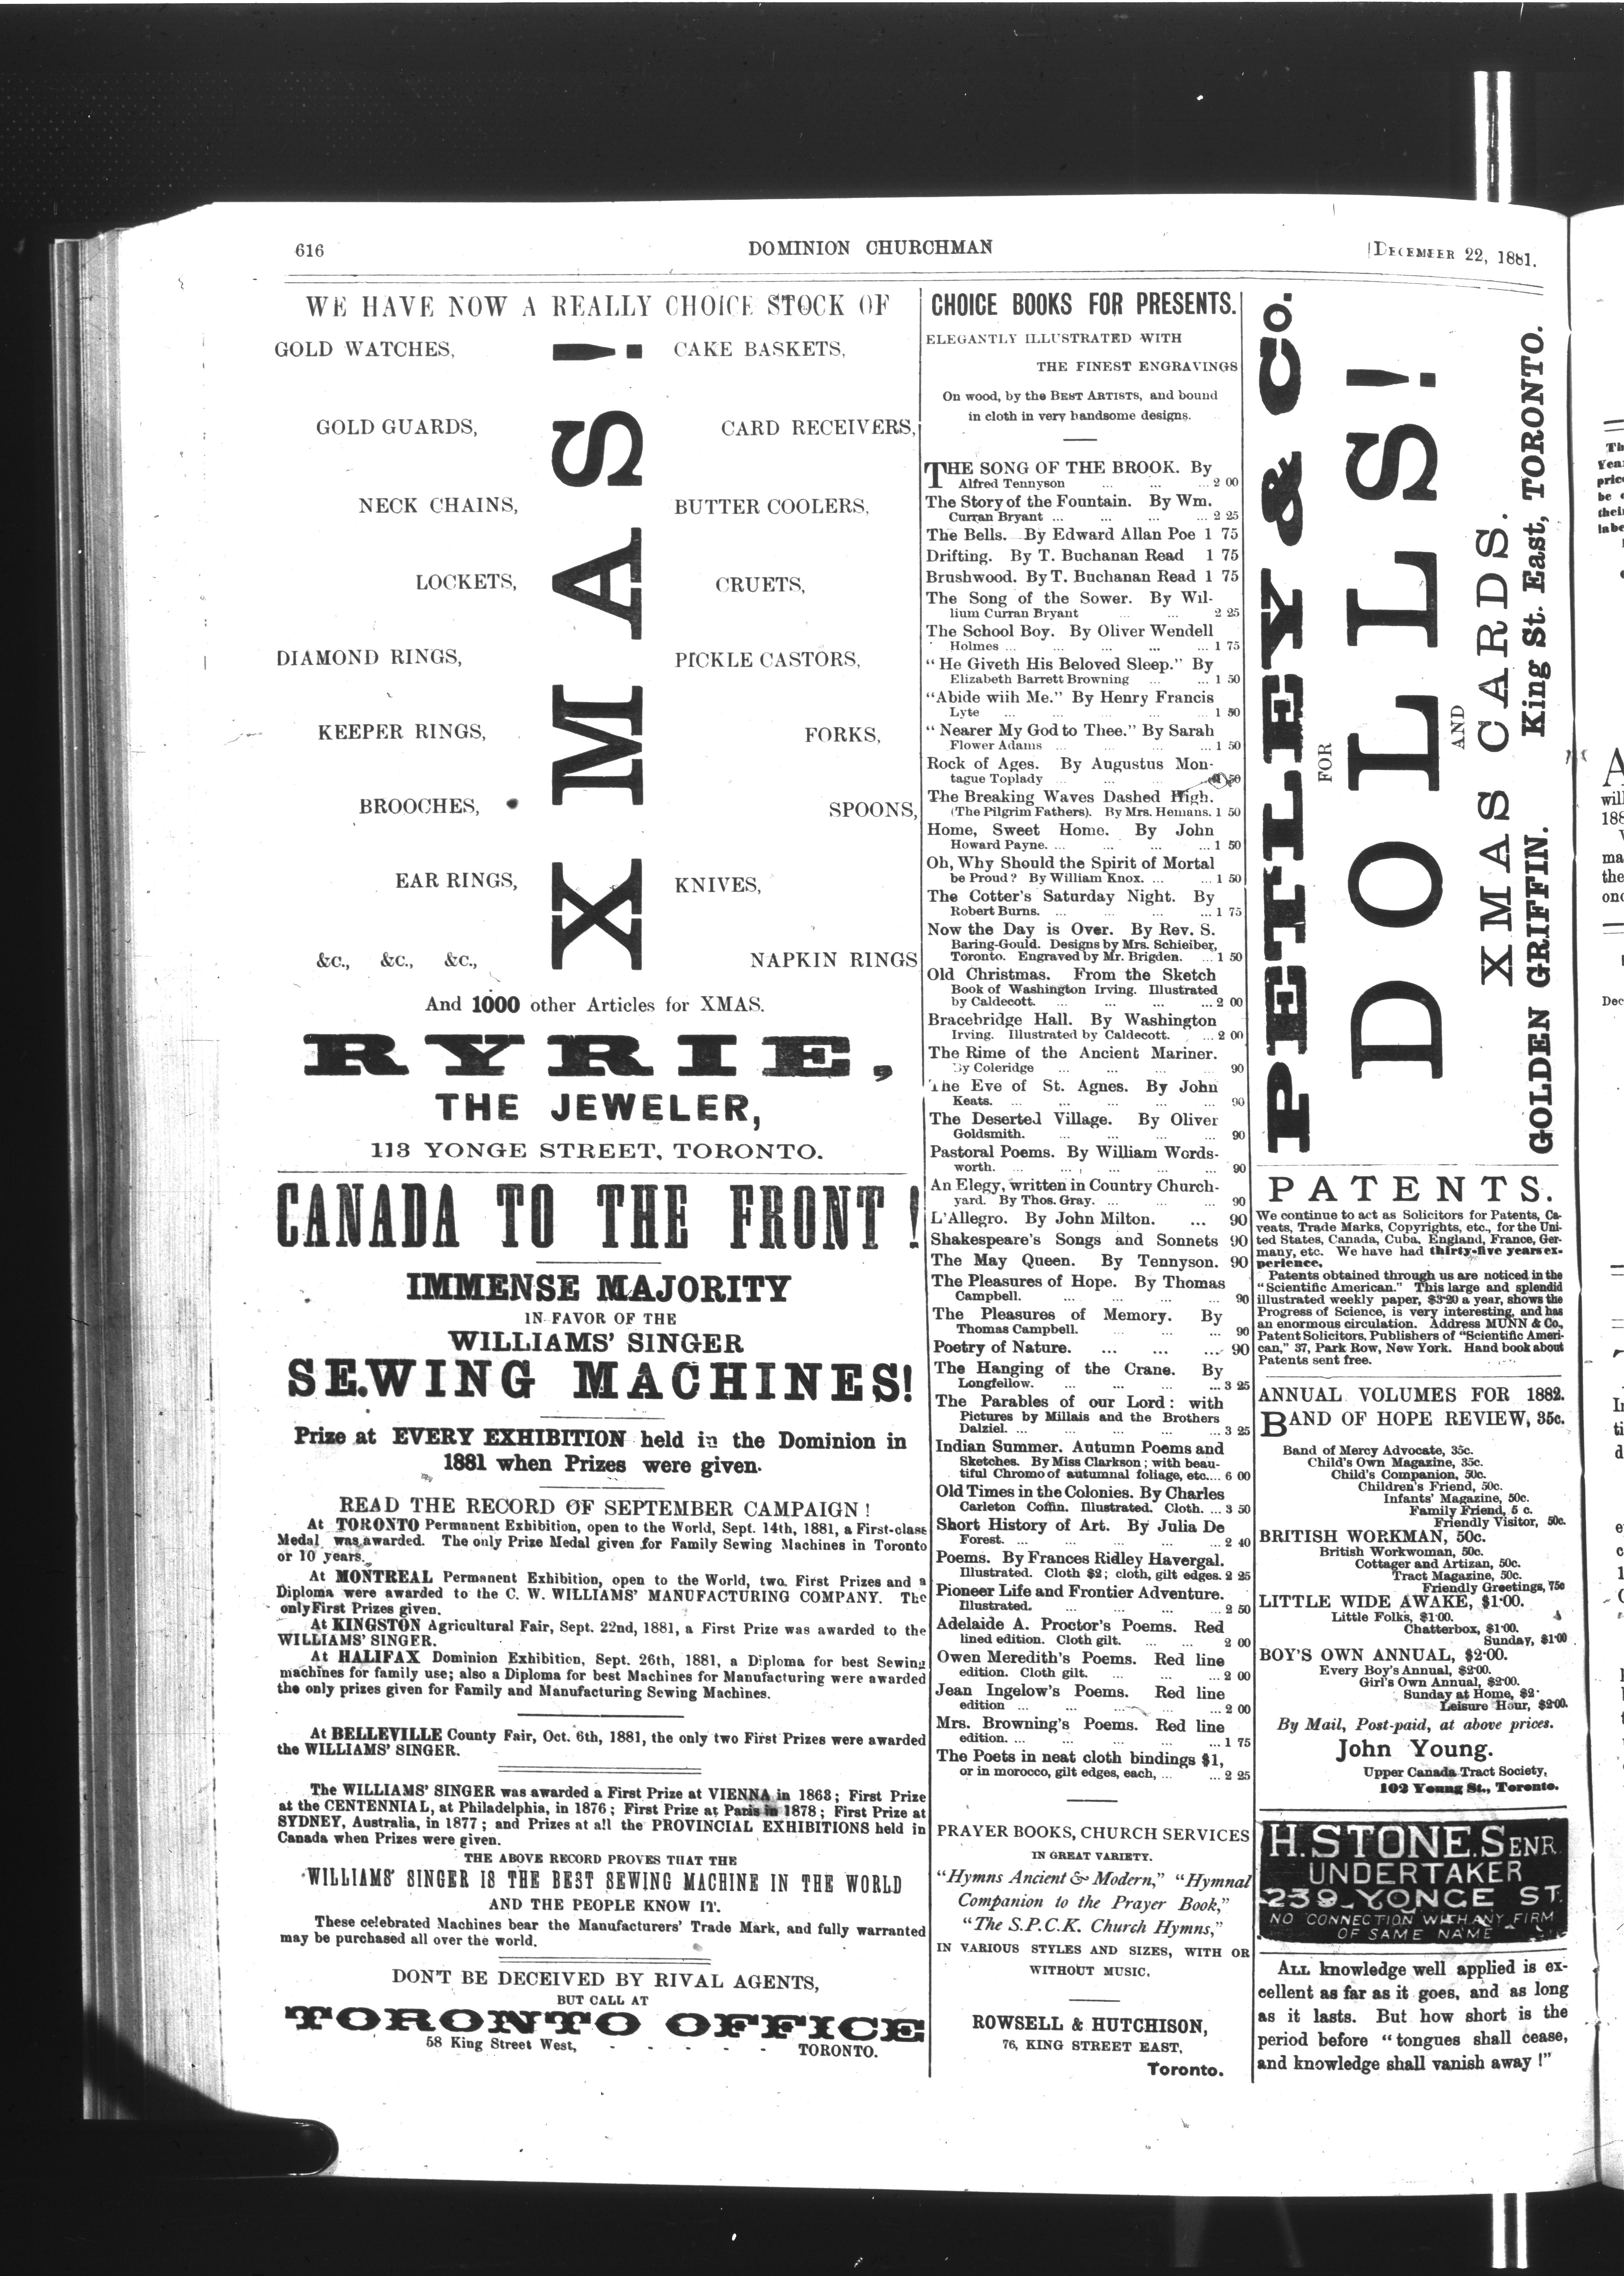 616
DOMINION CHURCHMAN
DECEMBER 22, 1881.
WE HAVE NOW A REALLY CHOICE STOCK OF
GOLD WATCHES,
GOLD GUARDS,
NECK CHAINS,
LOCKETS,
DIAMOND RINGS,
KEEPER RINGS,
BROOCHES,
EAR RINGS,
&c., &c., &c.,
XMAS!
CAKE BASKETS,
CARD RECEIVERS,
BUTTER COOLERS,
CRUETS,
PICKLE CASTORS,
FORKS,
SPOONS,
KNIVES,
NAPKIN RINGS
And 1000 other Articles for XMAS.
RYRIE,
THE JEWELER,
113 YONGE STREET, TORONTO.
CANADA TO THE FRONT!
IMMENSE MAJORITY
IN FAVOR OF THE
WILLIAMS' SINGER
SEWING MACHINES!
Prize at EVERY EXHIBITION held in the Dominion in
1881 when Prizes were given.
READ THE RECORD OF SEPTEMBER CAMPAIGN!
At TORONTO Permanent Exhibition, open to the World, Sept. 14th, 1881, a First-class
Medal was awarded. The only Prize Medal given for Family Sewing Machines in Toronto
or 10 years.
At MONTREAL Permanent Exhibition, open to the World, two First Prizes and a
Diploma were awarded to the C. W. WILLIAMS' MANUFACTURING COMPANY. The
only First Prizes given.
At KINGSTON Agricultural Fair, Sept. 22nd, 1881, a First Prize was awarded to the
WILLIAMS' SINGER.
At HALIFAX Dominion Exhibition, Sept. 26th, 1881, a Diploma for best Sewing
machines for family use; also a Diploma for best Machines for Manufacturing were awarded
the only prizes given for Family and Manufacturing Sewing Machines.
At BELLEVILLE County Fair, Oct. 6th, 1881, the only two First Prizes were awarded
the WILLIAMS' SINGER.
The WILLIAMS' SINGER was awarded a First Prize at VIENNA in 1863; First Prize
at the CENTENNIAL, at Philadelphia, in 1876; First Prize at Paris in 1878; First Prize at
SYDNEY, Australia, in 1877; and Prizes at all the PROVINCIAL EXHIBITIONS held in
Canada when Prizes were given.
THE ABOVE RECORD PROVES THAT THE
WILLIAMS' SINGER IS THE BEST SEWING MACHINE IN THE WORLD
AND THE PEOPLE KNOW IT.
These celebrated Machines bear the Manufacturers' Trade Mark, and fully warranted
may be purchased all over the world.
DON'T BE DECEIVED BY RIVAL AGENTS,
BUT CALL AT
TORONTO OFFICE
58 King Street West, - - - - - TORONTO.
CHOICE BOOKS FOR PRESENTS.
ELEGANTLY ILLUSTRATED WITH
THE FINEST ENGRAVINGS
On wood, by the BEST ARTISTS, and bound
in cloth in very handsome designs.
THE SONG OF THE BROOK. By
Alfred Tennyson ... ... ... 2 00
The Story of the Fountain. By Wm.
Curran Bryant ... ... ... ... 2 25
The Bells. By Edward Allan Poe 1 75
Drifting. By T. Buchanan Read 1 75
Brushwood. By T. Buchanan Read 1 75
The Song of the Sower. By Wil-
lium Curran Bryant ... ... 2 25
The School Boy. By Oliver Wendell
Holmes ... ... ... ... ... 1 75
"He Giveth His Beloved Sleep." By
Elizabeth Barrett Browning ... ... 1 50
"Abide wiih Me." By Henry Francis
Lyte ... ... ... ... ... 1 50
"Nearer My God to Thee." By Sarah
Flower Adams ... ... ... ... 1 50
Rock of Ages. By Augustus Mon-
tague Toplady ... ... ... 1 50
The Breaking Waves Dashed High.
(The Pilgrim Fathers). By Mrs. Hemans. 1 50
Home, Sweet Home. By John
Howard Payne. ... ... ... ... 1 50
Oh, Why Should the Spirit of Mortal
be Proud? By William Knox. ... ... 1 50
The Cotter's Saturday Night. By
Robert Burns. ... ... ... ... 1 75
Now the Day is Over. By Rev. S.
Baring-Gould. Designs by Mrs. Schieiber,
Toronto. Engraved by Mr. Brigden. ... 1 50
Old Christmas. From the Sketch
Book of Washington Irving. Illustrated
by Caldecott. ... ... ... ... 2 00
Bracebridge Hall. By Washington
Irving. Illustrated by Caldecott. ... 2 00
The Rime of the Ancient Mariner.
By Coleridge ... ... ... ... 90
The Eve of St. Agnes. By John
Keats. ... ... ... ... ... 90
The Deserted Village. By Oliver
Goldsmith. ... ... ... ... 90
Pastoral Poems. By William Words-
worth. ... ... ... ... ... 90
An Elegy, written in Country Church-
yard. By Thos. Gray. ... ... ... 90
L'Allegro. By John Milton. ... 90
Shakespeare's Songs and Sonnets 90
The May Queen. By Tennyson. 90
The Pleasures of Hope. By Thomas
Campbell. ... ... ... ... 90
The Pleasures of Memory. By
Thomas Campbell. ... ... ... 90
Poetry of Nature. ... ... ... 90
The Hanging of the Crane. By
Longfellow. ... ... ... ... 3 25
The Parables of our Lord: with
Pictures by Millais and the Brothers
Dalziel. ... ... ... ... ... 3 25
Indian Summer. Autumn Poems and
Sketches. By Miss Clarkson; with beau-
tiful Chromo of autumnal foliage, etc.... 6 00
Old Times in the Colonies. By Charles
Carleton Coffin. Illustrated. Cloth. ... 3 50
Short History of Art. By Julia De
Forest. ... ... ... ... ... 2 40
Poems. By Frances Ridley Havergal.
Illustrated. Cloth $2; cloth, gilt edges. 2 25
Pioneer Life and Frontier Adventure.
Illustrated. ... ... ... ... 2 50
Adelaide A. Proctor's Poems. Red
lined edition. Cloth gilt. ... ... 2 00
Owen Meredith's Poems. Red line
edition. Cloth gilt. ... ... ... 2 00
Jean Ingelow's Poems. Red line
edition ... ... ... ... ... 2 00
Mrs. Browning's Poems. Red line
edition. ... ... ... ... ... 1 75
The Poets in neat cloth bindings $1,
or in morocco, gilt edges, each, ... ... 2 25
PRAYER BOOKS, CHURCH SERVICES
IN GREAT VARIETY.
"Hymns Ancient & Modern," "Hymnal
Companion to the Prayer Book,"
"The S.P.C.K. Church Hymns,"
IN VARIOUS STYLES AND SIZES, WITH OR
WITHOUT MUSIC.
ROWSELL & HUTCHISON,
76, KING STREET EAST,
Toronto.
PETLEY & CO.
FOR
DOLLS!
AND
XMAS CARDS.
GOLDEN GRIFFIN. King St. East, TORONTO.
PATENTS.
We continue to act as Solicitors for Patents, Ca-
veats, Trade Marks, Copyrights, etc., for the Uni-
ted States, Canada, Cuba, England, France, Ger-
many, etc. We have had thirty-five years ex-
perience.
Patents obtained through us are noticed in the
"Scientific American." This large and splendid
illustrated weekly paper, $3·20 a year, shows the
Progress of Science, is very interesting, and has
an enormous circulation. Address MUNN & Co.,
Patent Solicitors, Publishers of "Scientific Ameri-
can," 37, Park Row, New York. Hand book about
Patents sent free.
ANNUAL VOLUMES FOR 1882.
BAND OF HOPE REVIEW, 35c.
Band of Mercy Advocate, 35c.
Child's Own Magazine, 35c.
Child's Companion, 50c.
Children's Friend, 50c.
Infants' Magazine, 50c.
Family Friend, 5 c.
Friendly Visitor, 50c.
BRITISH WORKMAN, 50c.
British Workwoman, 50c.
Cottager and Artizan, 50c.
Tract Magazine, 50c.
Friendly Greetings, 75c
LITTLE WIDE AWAKE, $1·00.
Little Folks, $1·00.
Chatterbox, $1·00.
Sunday, $1·00
BOY'S OWN ANNUAL, $2·00.
Every Boy's Annual, $2·00.
Girl's Own Annual, $2·00.
Sunday at Home, $2·
Leisure Hour, $2·00.
By Mail, Post-paid, at above prices.
John Young.
Upper Canada Tract Society,
102 Young St., Toronto.
H. STONE. SENR
UNDERTAKER
239 YONGE ST.
NO CONNECTION WITH ANY FIRM
OF SAME NAME
ALL knowledge well applied is ex-
cellent as far as it goes, and as long
as it lasts. But how short is the
period before "tongues shall cease,
and knowledge shall vanish away!"